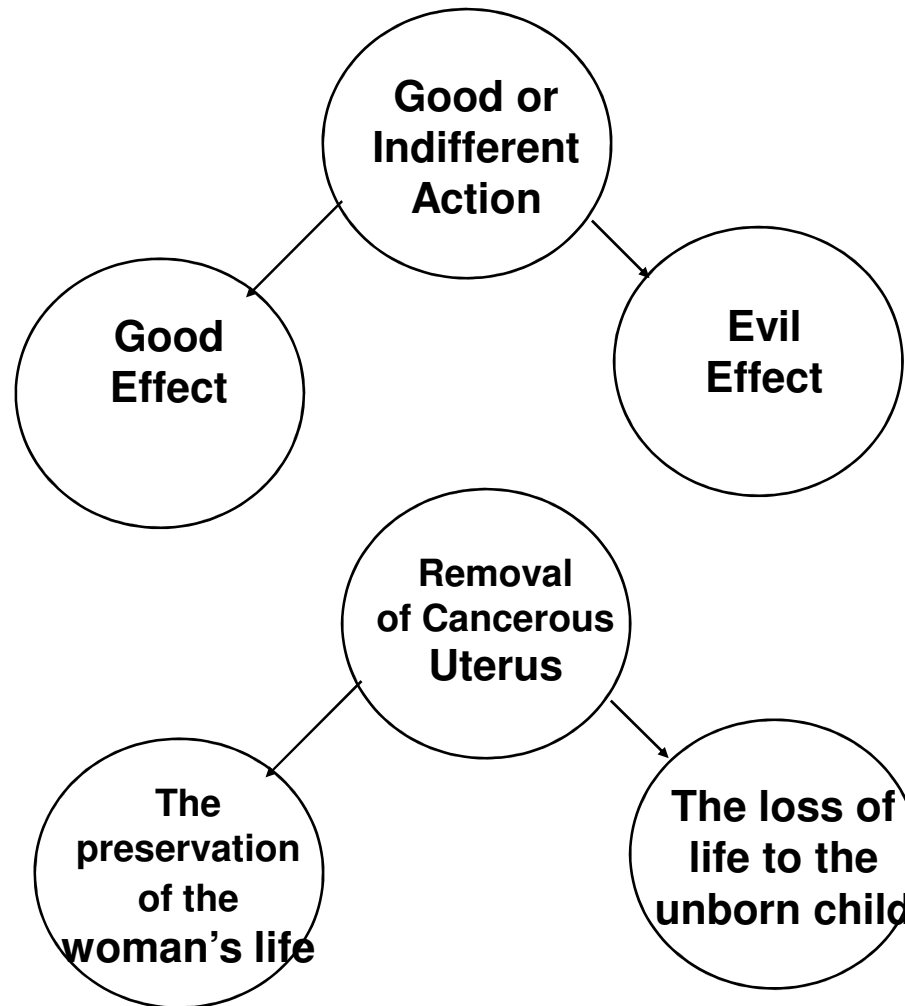 Good or
Indifferent
Action
Good
Effect
Evil
Effect
Removal
of Cancerous
Uterus
The
preservation
of the
woman's life
The loss of
life to the
unborn child